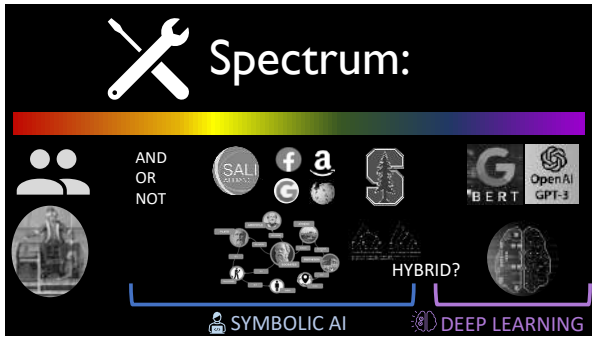 Spectrum:
AND
OR
NOT
SALI
BERT
OpenAI
GPT-3
HYBRID?
SYMBOLIC AI
DEEP LEARNING